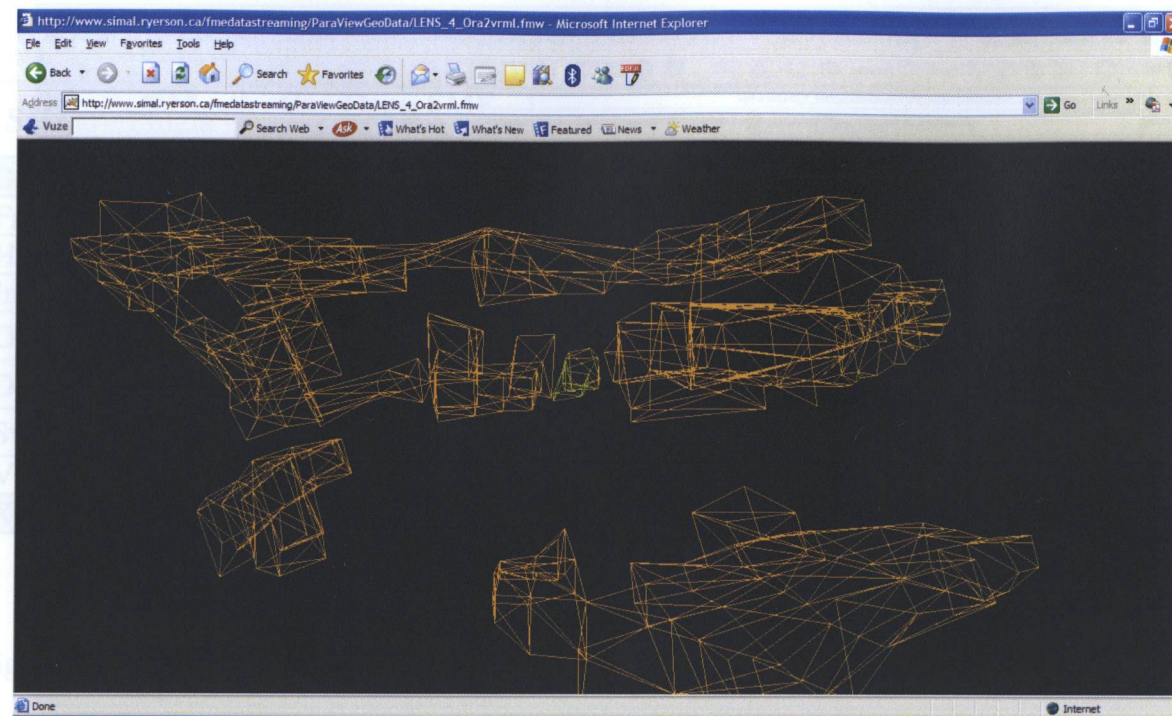 http://www.simal.ryerson.ca/fmedatastreaming/ParaViewGeoData/LENS_4_Ora2vrml.fmw - Microsoft Internet Explorer
File Edit View Favorites Tools Help
Back Search Favorites
Address http://www.simal.ryerson.ca/fmedatastreaming/ParaViewGeoData/LENS_4_Ora2vrml.fmw Go Links »
Vuze Search Web Ask What's Hot What's New Featured News Weather
Done Internet